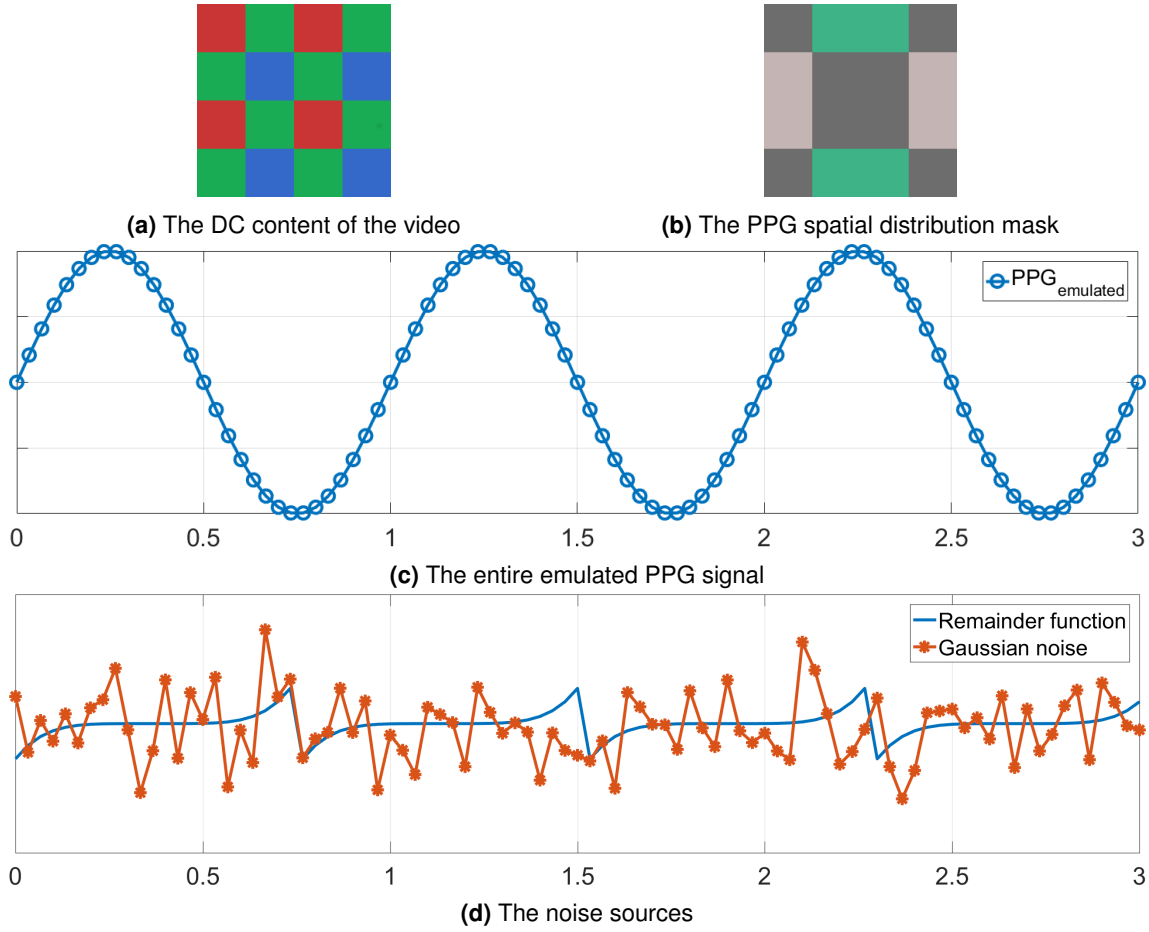 (a) The DC content of the video
(b) The PPG spatial distribution mask
PPG emulated
0 0.5 1 1.5 2 2.5 3
(c) The entire emulated PPG signal
Remainder function
Gaussian noise
0 0.5 1 1.5 2 2.5 3
(d) The noise sources